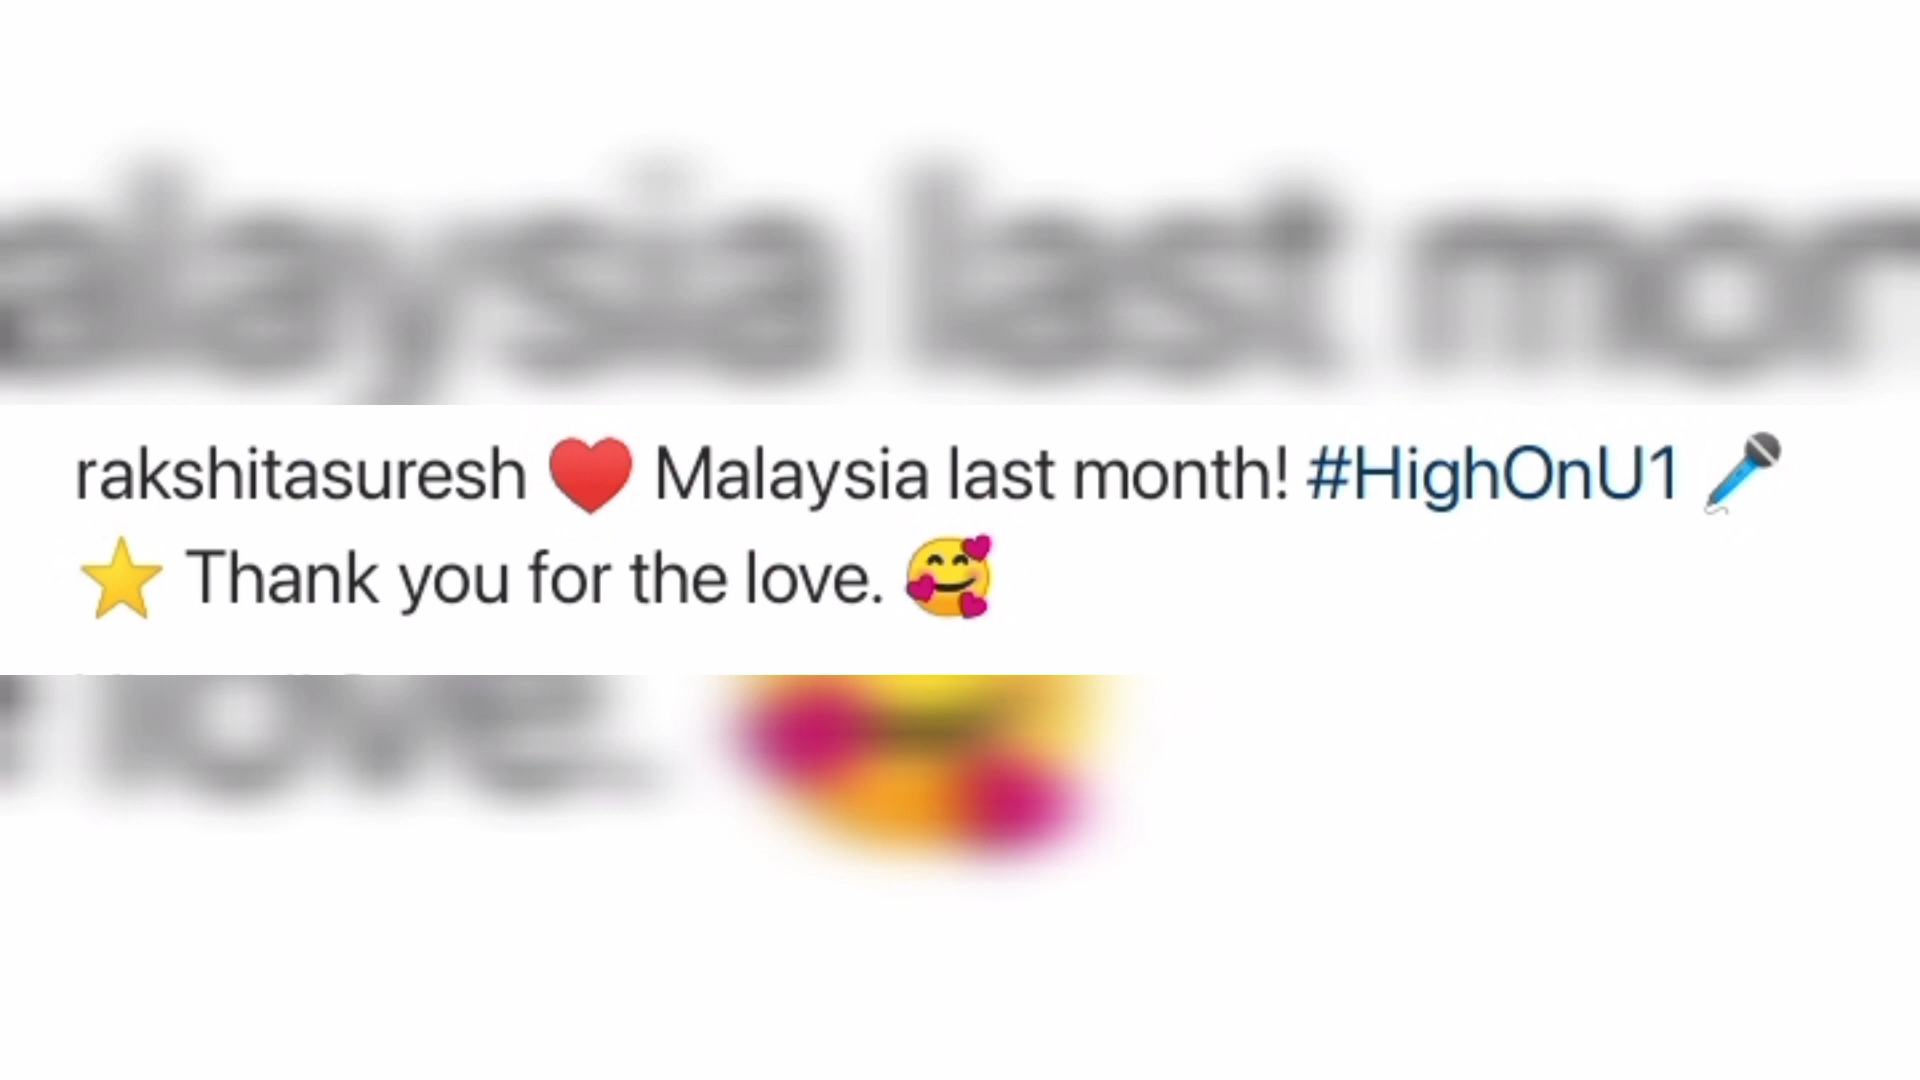 rakshitasuresh ♥️ Malaysia last month! #HighOnU1 🎤
⭐ Thank you for the love. 🥰